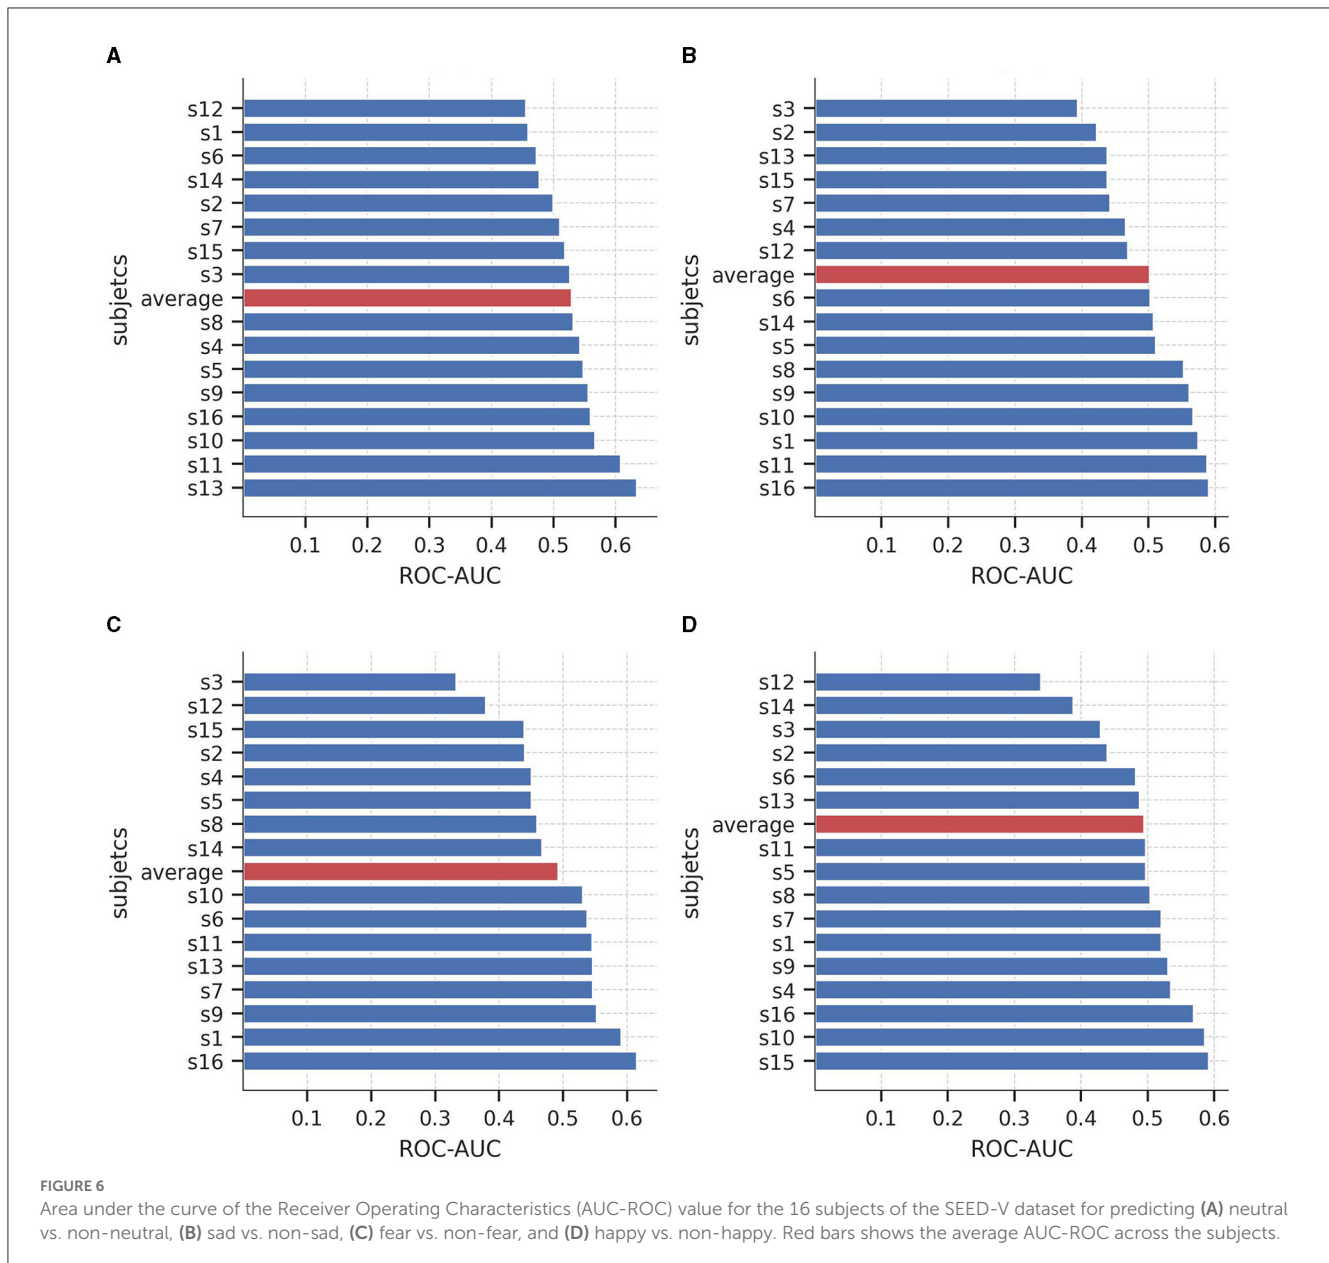 A
s12
s1
s6
s14
s2
s7
s15
s3
average
s8
s4
s5
s9
s16
s10
s11
s13
subjetcs
0.1 0.2 0.3 0.4 0.5 0.6
ROC-AUC
B
s3
s2
s13
s15
s7
s4
s12
average
s6
s14
s5
s8
s9
s10
s1
s11
s16
subjetcs
0.1 0.2 0.3 0.4 0.5 0.6
ROC-AUC
C
s3
s12
s15
s2
s4
s5
s8
s14
average
s10
s6
s11
s13
s7
s9
s1
s16
subjetcs
0.1 0.2 0.3 0.4 0.5 0.6
ROC-AUC
D
s12
s14
s3
s2
s6
s13
average
s11
s5
s8
s7
s1
s9
s4
s16
s10
s15
subjetcs
0.1 0.2 0.3 0.4 0.5 0.6
ROC-AUC
FIGURE 6
Area under the curve of the Receiver Operating Characteristics (AUC-ROC) value for the 16 subjects of the SEED-V dataset for predicting (A) neutral
vs. non-neutral, (B) sad vs. non-sad, (C) fear vs. non-fear, and (D) happy vs. non-happy. Red bars shows the average AUC-ROC across the subjects.